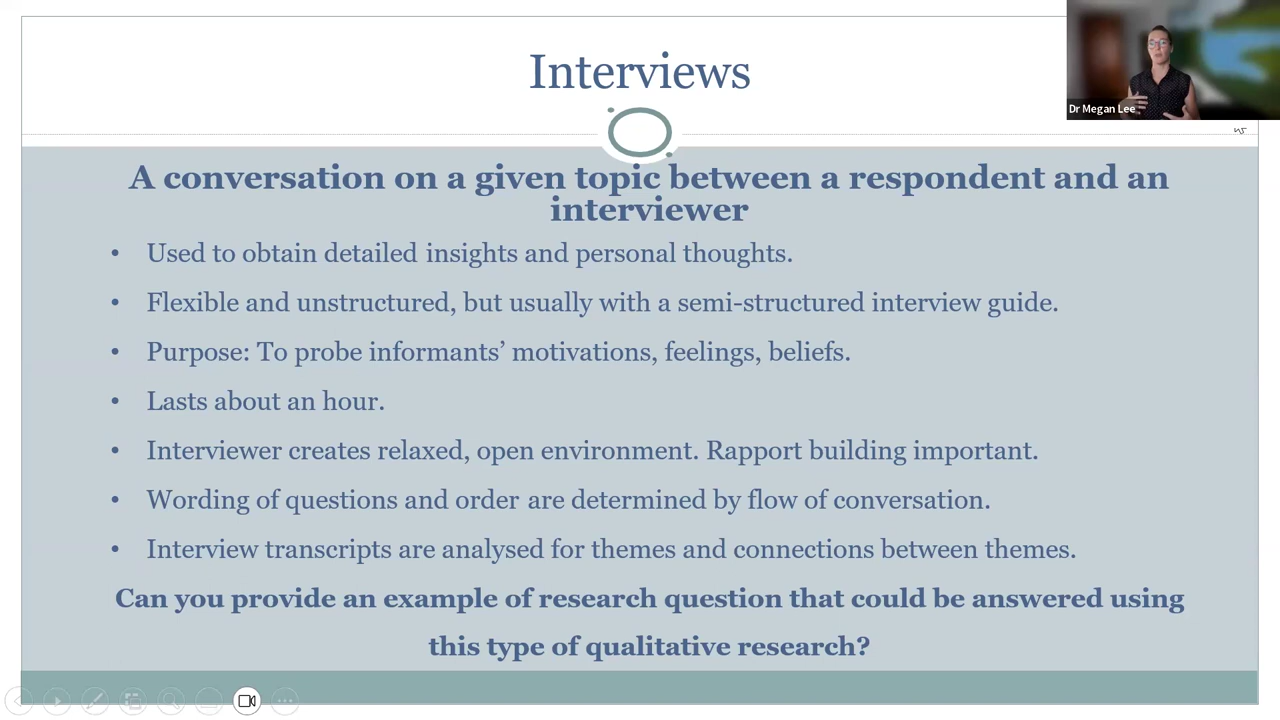 Interviews
Dr Megan Lee
A conversation on a given topic between a respondent and an
interviewer
• Used to obtain detailed insights and personal thoughts.
• Flexible and unstructured, but usually with a semi-structured interview guide.
• Purpose: To probe informants’ motivations, feelings, beliefs.
• Lasts about an hour.
• Interviewer creates relaxed, open environment. Rapport building important.
• Wording of questions and order are determined by flow of conversation.
• Interview transcripts are analysed for themes and connections between themes.
Can you provide an example of research question that could be answered using
this type of qualitative research?